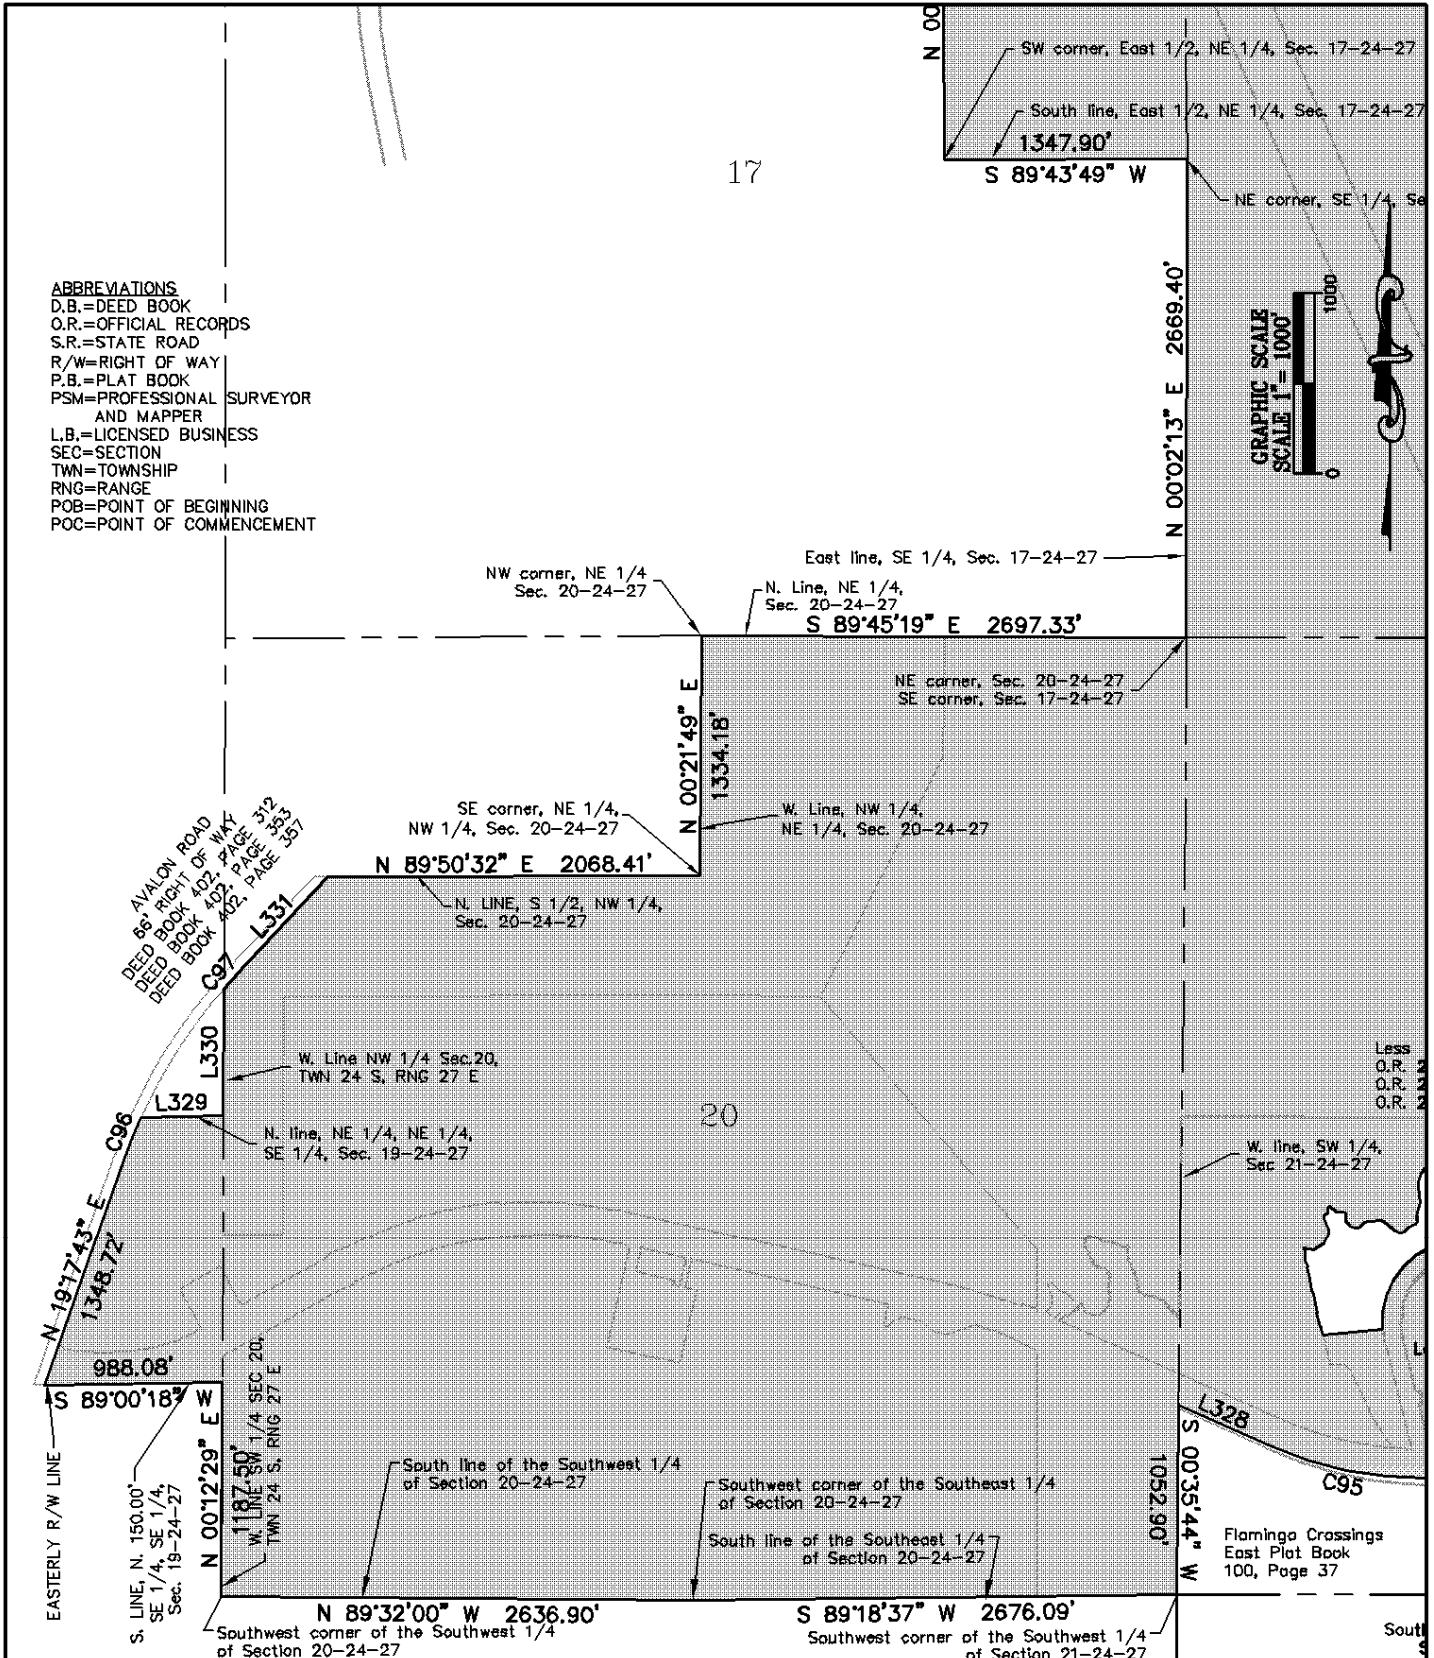 N 00
SW corner, East 1/2, NE 1/4, Sec. 17-24-27
South line, East 1/2, NE 1/4, Sec. 17-24-27
1347.90'
S 89°43'49" W
17
NE corner, SE 1/4, Se
ABBREVIATIONS
D.B.=DEED BOOK
O.R.=OFFICIAL RECORDS
S.R.=STATE ROAD
R/W=RIGHT OF WAY
P.B.=PLAT BOOK
PSM=PROFESSIONAL SURVEYOR
AND MAPPER
L.B.=LICENSED BUSINESS
SEC=SECTION
TWN=TOWNSHIP
RNG=RANGE
POB=POINT OF BEGINNING
POC=POINT OF COMMENCEMENT
N 00°02'13" E 2669.40'
GRAPHIC SCALE
SCALE 1"= 1000'
0
1000
East line, SE 1/4, Sec. 17-24-27
NW corner, NE 1/4
Sec. 20-24-27
N. Line, NE 1/4,
Sec. 20-24-27
S 89°45'19" E 2697.33'
NE corner, Sec. 20-24-27
SE corner, Sec. 17-24-27
N 00°21'49" E
1334.18'
SE corner, NE 1/4,
NW 1/4, Sec. 20-24-27
W. Line, NW 1/4,
NE 1/4, Sec. 20-24-27
N 89°50'32" E 2068.41'
N. LINE, S 1/2, NW 1/4,
Sec. 20-24-27
AVALON ROAD
66' RIGHT OF WAY
DEED BOOK 402, PAGE 312
DEED BOOK 402, PAGE 353
DEED BOOK 402, PAGE 357
L331
C97
L330
W. Line NW 1/4 Sec.20,
TWN 24 S, RNG 27 E
L329
C96
N. line, NE 1/4, NE 1/4,
SE 1/4, Sec. 19-24-27
20
Less
O.R.
O.R.
O.R.
W. line, SW 1/4,
Sec 21-24-27
N 19°17'43" E
1348.72'
988.08'
S 89°00'18" W
L328
C95
EASTERLY R/W LINE
S. LINE, N. 150.00'
SE 1/4, SE 1/4,
Sec. 19-24-27
N 00°12'29" E
1187.50'
W. LINE SW 1/4 SEC 20,
TWN 24 S, RNG 27 E
South line of the Southwest 1/4
of Section 20-24-27
Southwest corner of the Southeast 1/4
of Section 20-24-27
South line of the Southeast 1/4
of Section 20-24-27
1052.90'
S 00°35'44" W
Flamingo Crossings
East Plat Book
100, Page 37
N 89°32'00" W 2636.90'
S 89°18'37" W 2676.09'
Southwest corner of the Southwest 1/4
of Section 20-24-27
Southwest corner of the Southwest 1/4
of Section 21-24-27